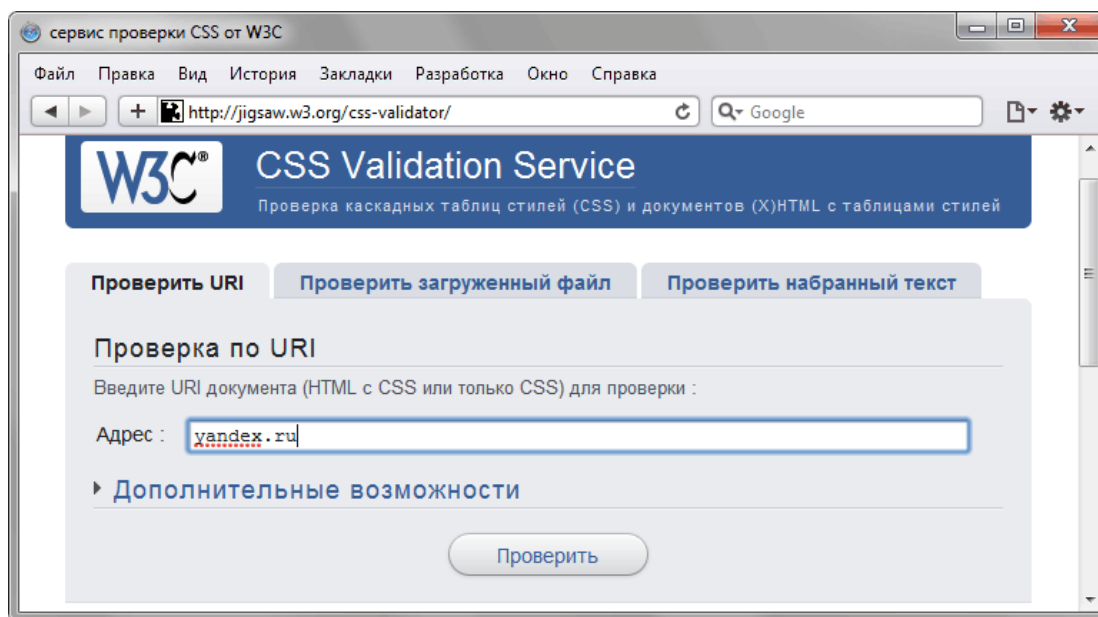 сервис проверки CSS от W3C
Файл Правка Вид История Закладки Разработка Окно Справка
http://jigsaw.w3.org/css-validator/ Google
W3C® CSS Validation Service
Проверка каскадных таблиц стилей (CSS) и документов (X)HTML с таблицами стилей
Проверить URI Проверить загруженный файл Проверить набранный текст
Проверка по URI
Введите URI документа (HTML с CSS или только CSS) для проверки :
Адрес : yandex.ru
Дополнительные возможности
Проверить